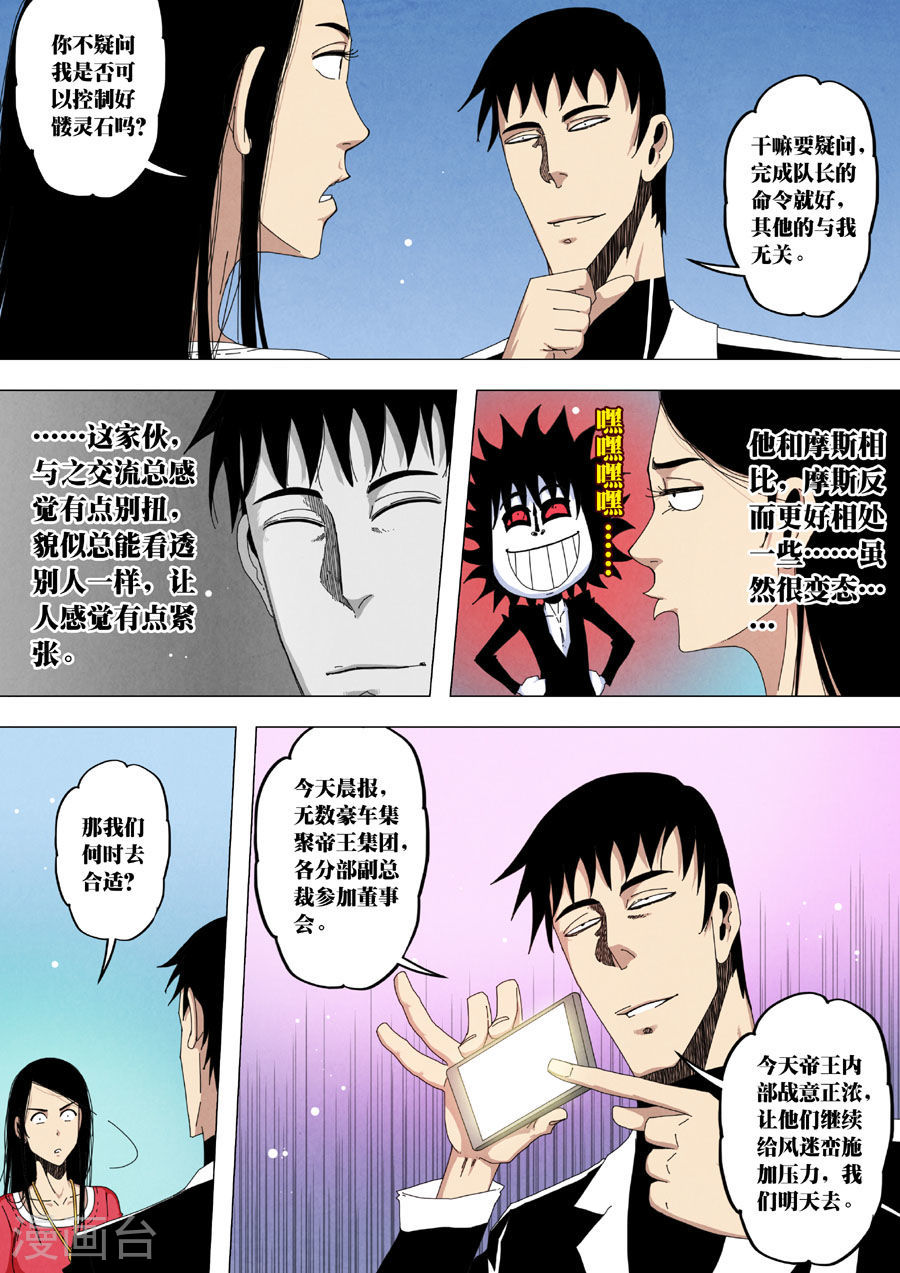 你不疑问
我是否可
以控制好
髅灵石吗？
干嘛要疑问，
完成队长的
命令就好，
其他的与我
无关。
……这家伙，
与之交流总感
觉有点别扭，
貌似总能看透
别人一样，让
人感觉有点紧
张。
嘿嘿嘿嘿……
他和摩斯相
比，摩斯反
而更好相处
一些……虽
然很变态…
…
那我们
何时去
合适？
今天晨报，
无数豪车集
聚帝王集团，
各分部副总
裁参加董事
会。
今天帝王内
部战意正浓，
让他们继续
给风迷峦施
加压力，我
们明天去。
漫画台